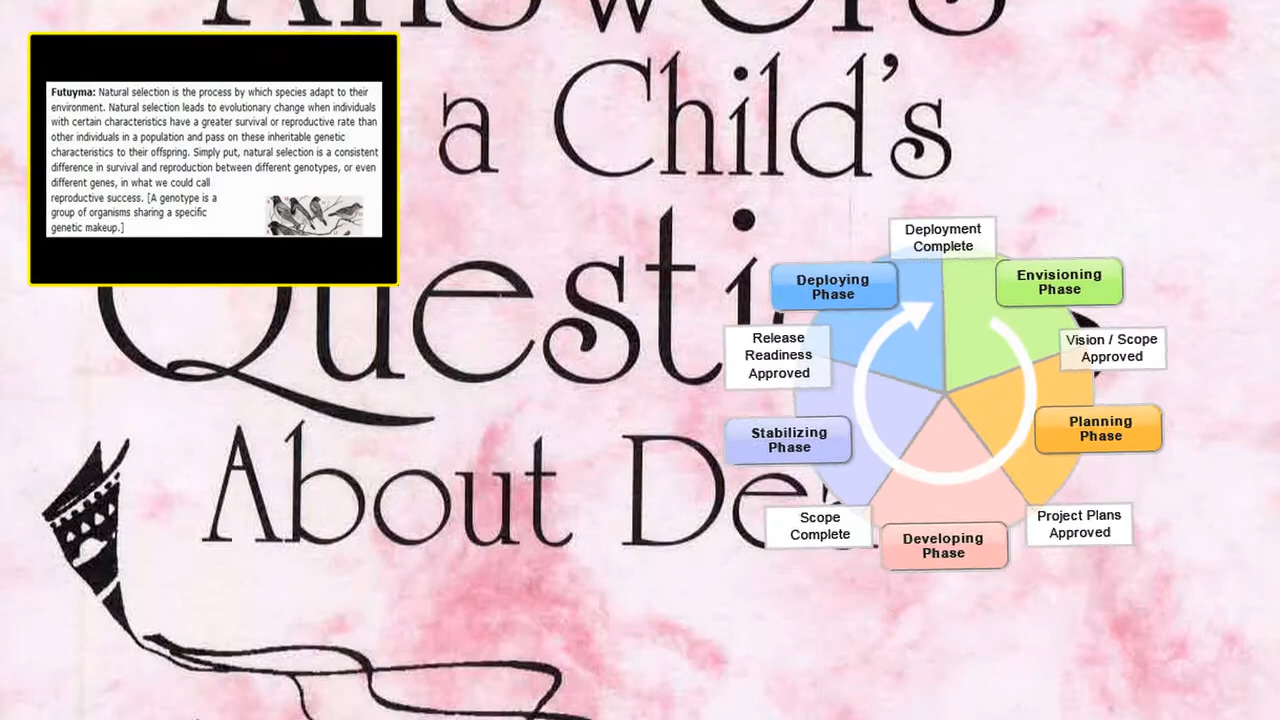 Answers
a Child's
Questio
About De
Futuyma: Natural selection is the process by which species adapt to their
environment. Natural selection leads to evolutionary change when individuals
with certain characteristics have a greater survival or reproductive rate than
other individuals in a population and pass on these inheritable genetic
characteristics to their offspring. Simply put, natural selection is a consistent
difference in survival and reproduction between different genotypes, or even
different genes, in what we could call
reproductive success. [A genotype is a
group of organisms sharing a specific
genetic makeup.]
Deployment
Complete
Envisioning
Phase
Vision / Scope
Approved
Planning
Phase
Project Plans
Approved
Developing
Phase
Scope
Complete
Stabilizing
Phase
Release
Readiness
Approved
Deploying
Phase